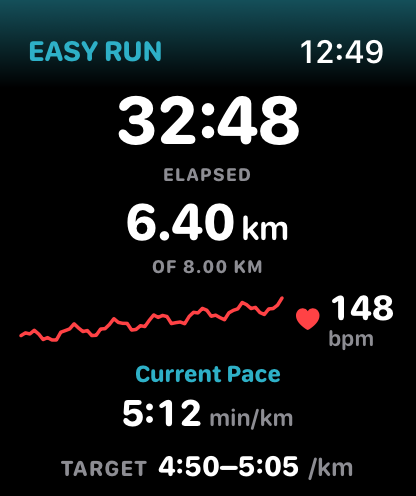 EASY RUN 12:49
32:48
ELAPSED
6.40 km
OF 8.00 KM
148
bpm
Current Pace
5:12 min/km
TARGET 4:50–5:05 /km